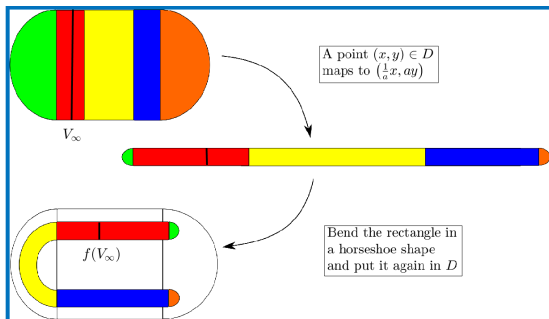 A point (x, y) ∈ D
maps to (1/a x, ay)
V∞
f(V∞)
Bend the rectangle in
a horseshoe shape
and put it again in D